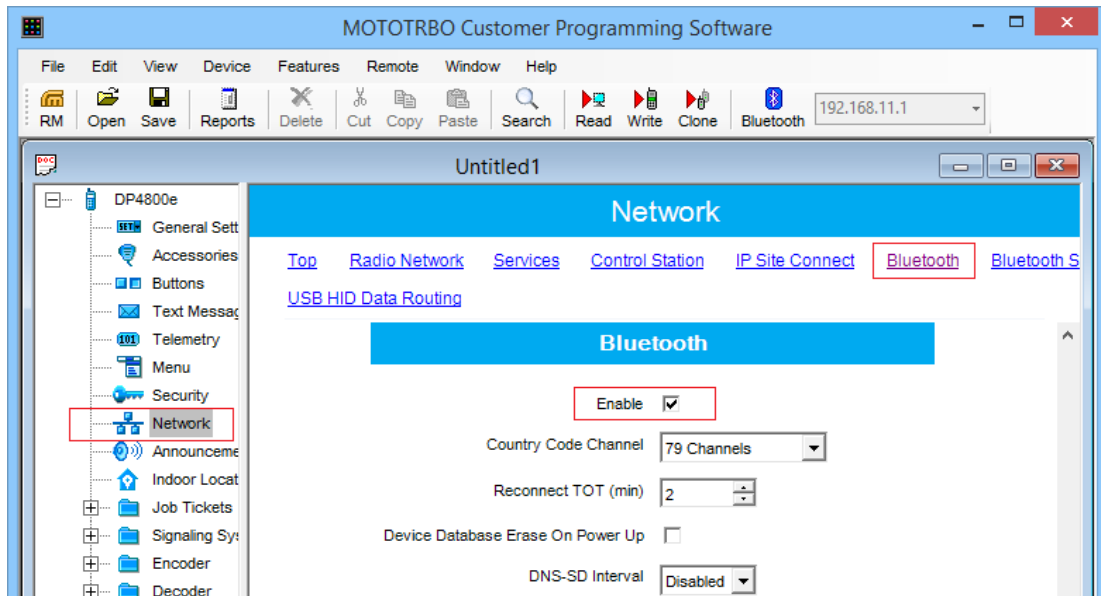 MOTOTRBO Customer Programming Software
File Edit View Device Features Remote Window Help
RM Open Save Reports Delete Cut Copy Paste Search Read Write Clone Bluetooth 192.168.11.1
DOC Untitled1
DP4800e
SET General Sett
Accessories
Buttons
Text Messag
101 Telemetry
Menu
Security
Network
Announceme
Indoor Locat
Job Tickets
Signaling Sys
Encoder
Decoder
Network
Top Radio Network Services Control Station IP Site Connect Bluetooth Bluetooth S
USB HID Data Routing
Bluetooth
Enable
Country Code Channel 79 Channels
Reconnect TOT (min) 2
Device Database Erase On Power Up
DNS-SD Interval Disabled